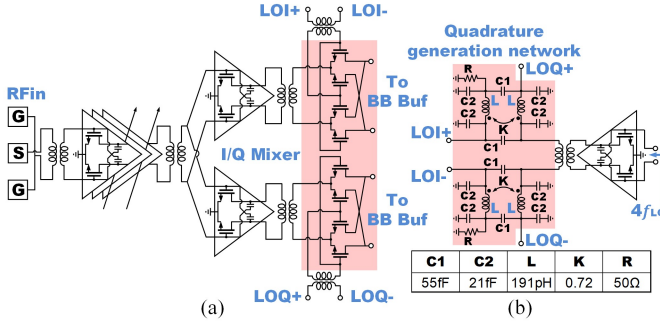 LOI+ LOI-
RFin
G
S
G
I/Q Mixer
To
BB Buf
To
BB Buf
LOQ+ LOQ-
(a)
Quadrature
generation network
LOQ+
R
C1
C2
L L
C2
C2
C2
K
LOI+
C1
C1
LOI-
K
C2
C2
L L
C2
C2
C1
R
LOQ-
4fLO
C1 C2 L K R
55fF 21fF 191pH 0.72 50Ω
(b)